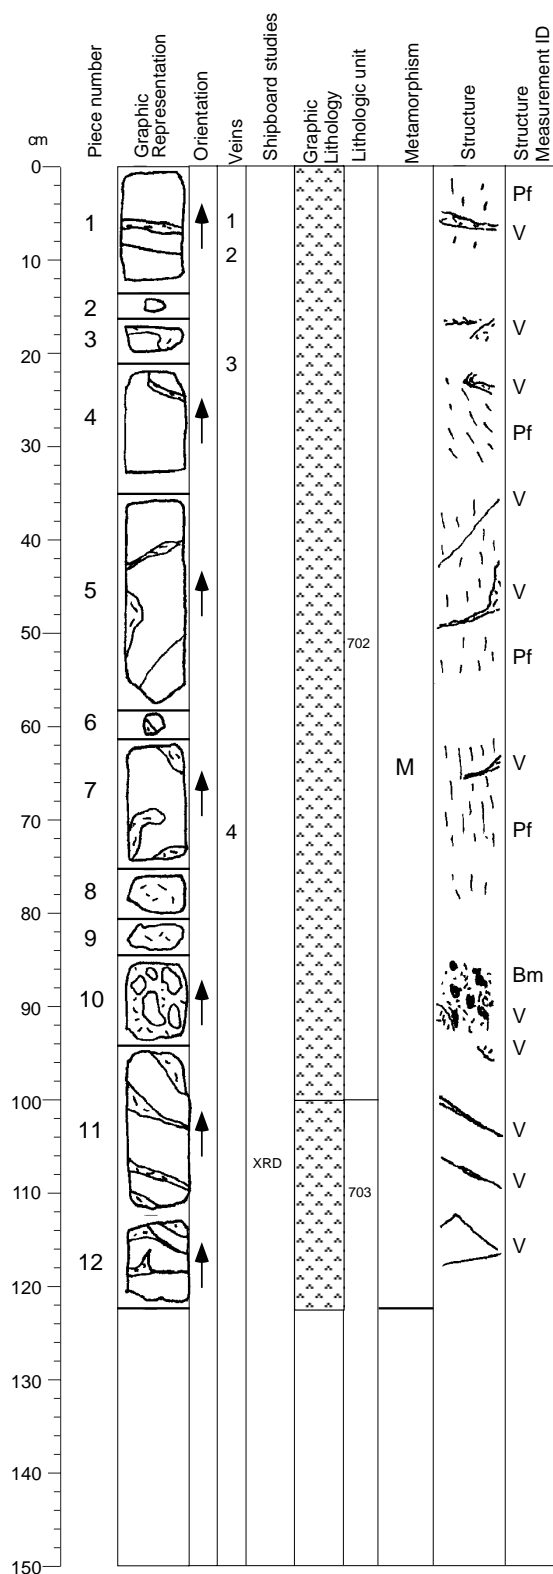 cm
Piece number
Graphic
Representation
Orientation
Veins
Shipboard studies
Graphic
Lithology
Lithologic unit
Metamorphism
Structure
Structure
Measurement ID
0
Pf
1
1
V
2
10
2
V
3
20
3
V
4
30
Pf
V
40
5
V
50
702
Pf
6
60
V
M
7
70
4
Pf
8
80
9
Bm
10
90
V
V
100
11
V
XRD
V
110
703
V
12
120
130
140
150